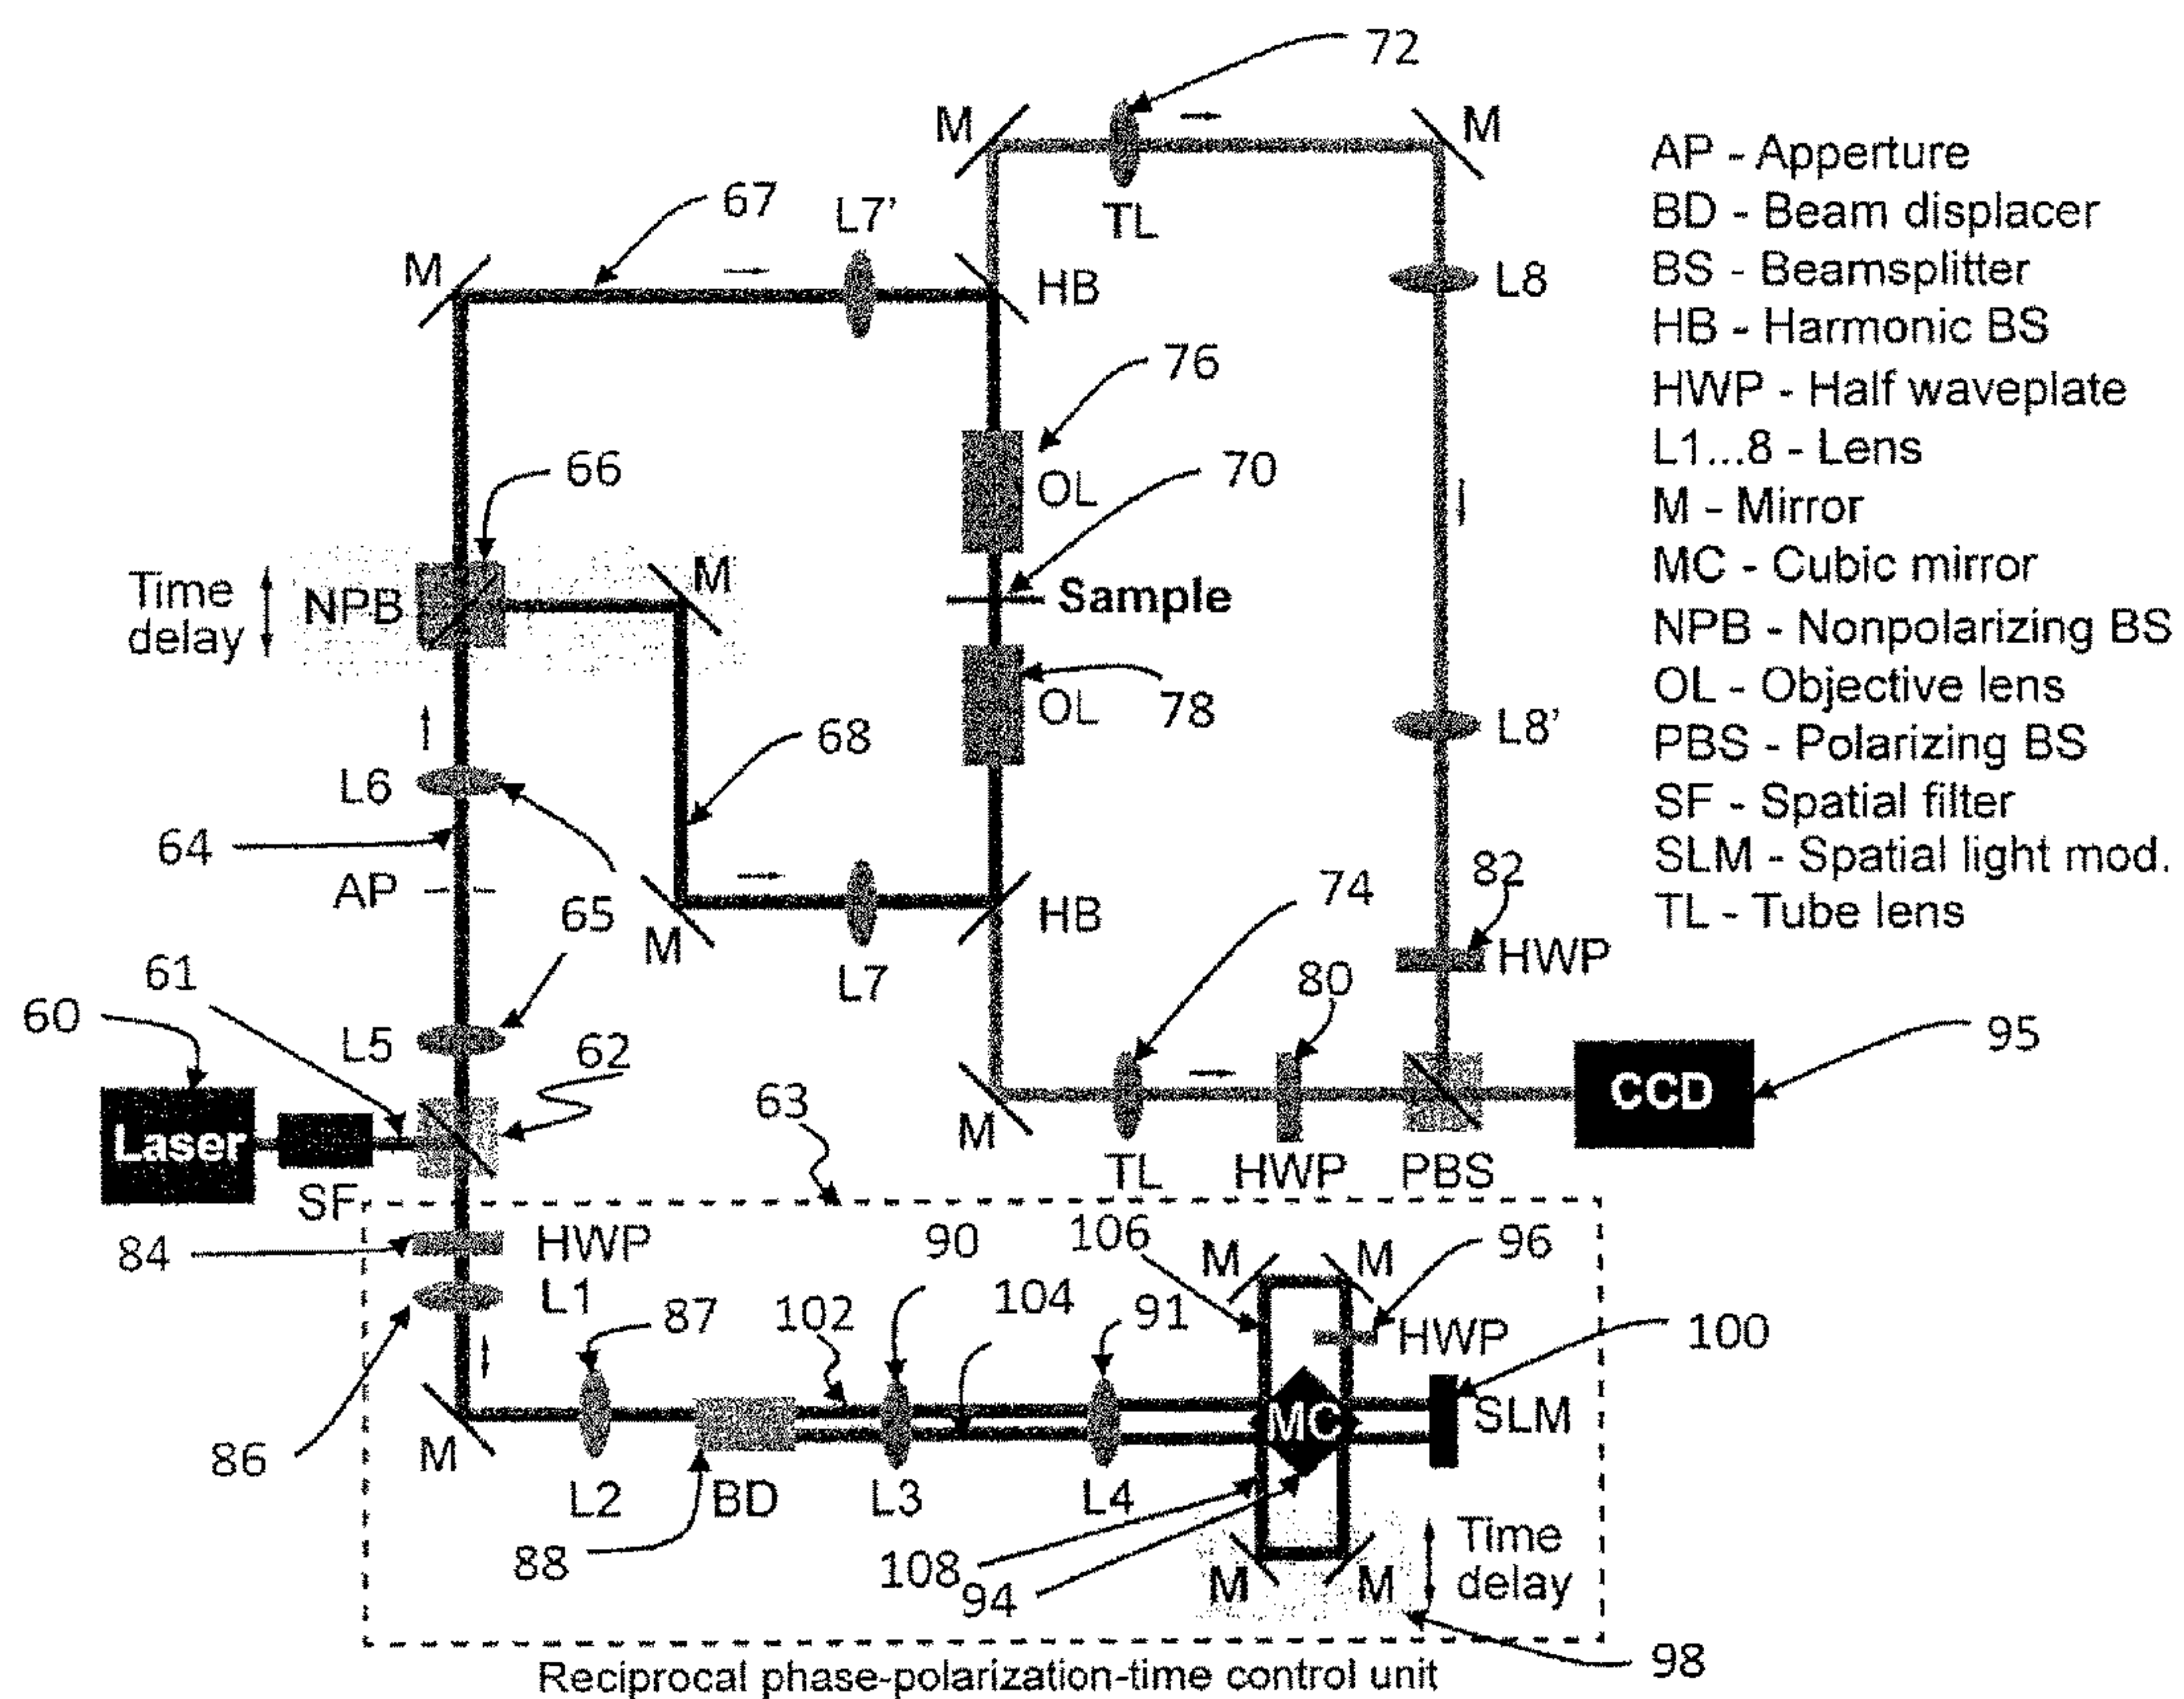 72
M
M
AP - Apperture
BD - Beam displacer
BS - Beamsplitter
HB - Harmonic BS
HWP - Half waveplate
L1...8 - Lens
M - Mirror
MC - Cubic mirror
NPB - Nonpolarizing BS
OL - Objective lens
PBS - Polarizing BS
SF - Spatial filter
SLM - Spatial light mod.
TL - Tube lens
67
L7'
TL
M
HB
L8
76
66
OL
70
Time
delay
NPB
M
Sample
68
OL
78
L8'
L6
64
AP
65
M
L7
HB
74
82
HWP
80
61
60
L5
62
63
M
95
CCD
Laser
SF
TL
HWP
PBS
84
HWP
90
106
M
M
96
L1
87
102
104
91
HWP
100
86
M
L2
BD
L3
L4
MC
SLM
88
108
94
M
M
Time
delay
98
Reciprocal phase-polarization-time control unit